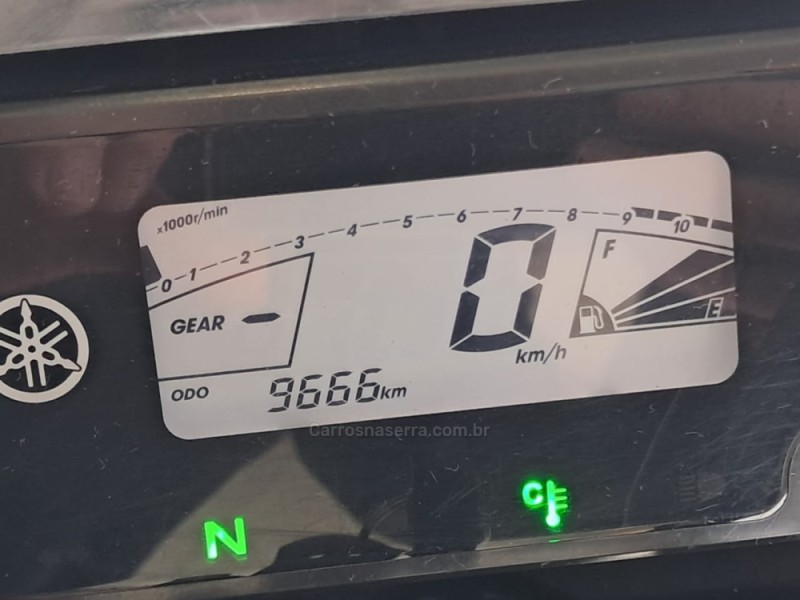 x1000r/min
0 1 2 3 4 5 6 7 8 9 10
F
GEAR -
0
E
km/h
ODO 9666km
Carrosnaserra.com.br
N
C